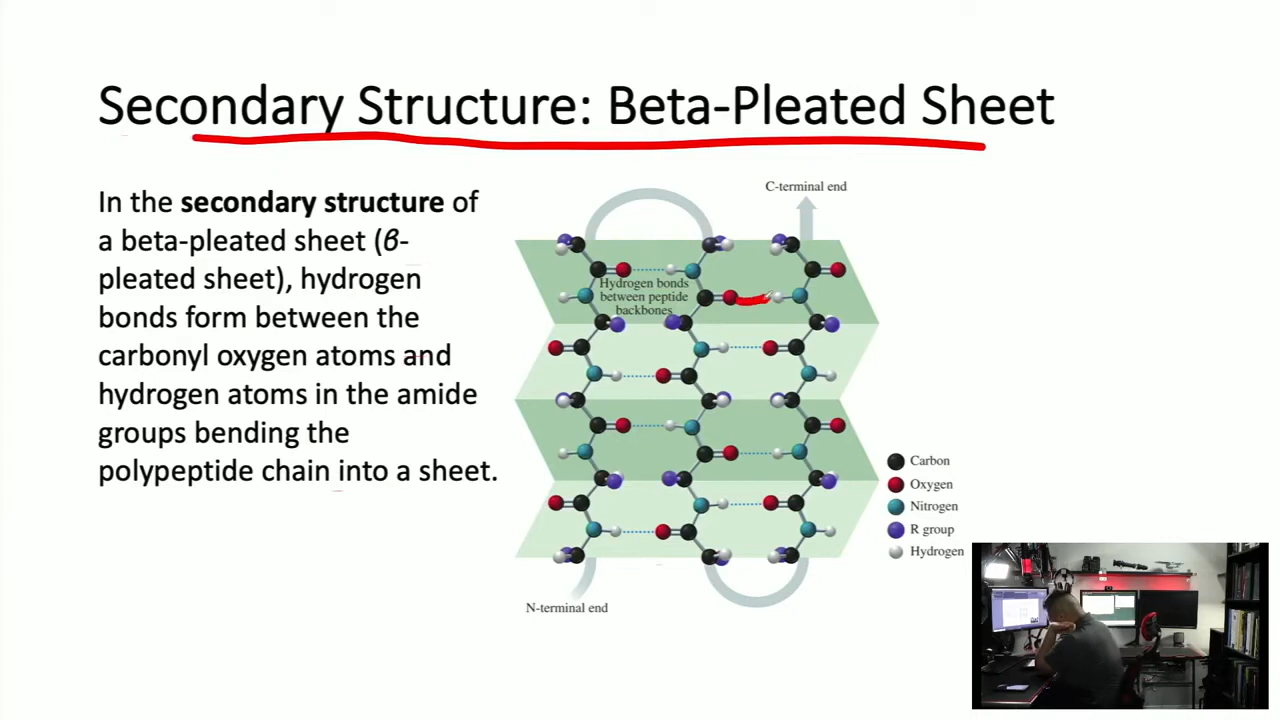 Secondary Structure: Beta-Pleated Sheet
In the secondary structure of
a beta-pleated sheet (β-
pleated sheet), hydrogen
bonds form between the
carbonyl oxygen atoms and
hydrogen atoms in the amide
groups bending the
polypeptide chain into a sheet.
C-terminal end
Hydrogen bonds
between peptide
backbones
N-terminal end
Carbon
Oxygen
Nitrogen
R group
Hydrogen